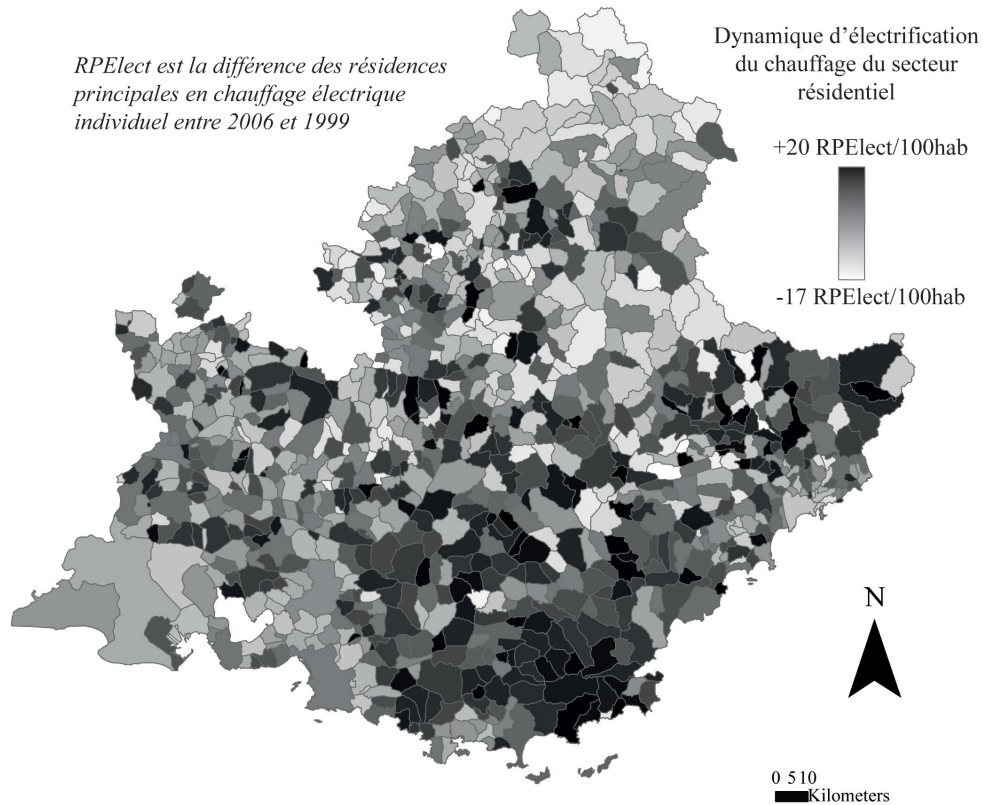 RPElect est la différence des résidences
principales en chauffage électrique
individuel entre 2006 et 1999
Dynamique d'électrification
du chauffage du secteur
résidentiel
+20 RPElect/100hab
-17 RPElect/100hab
N
0 510
Kilometers